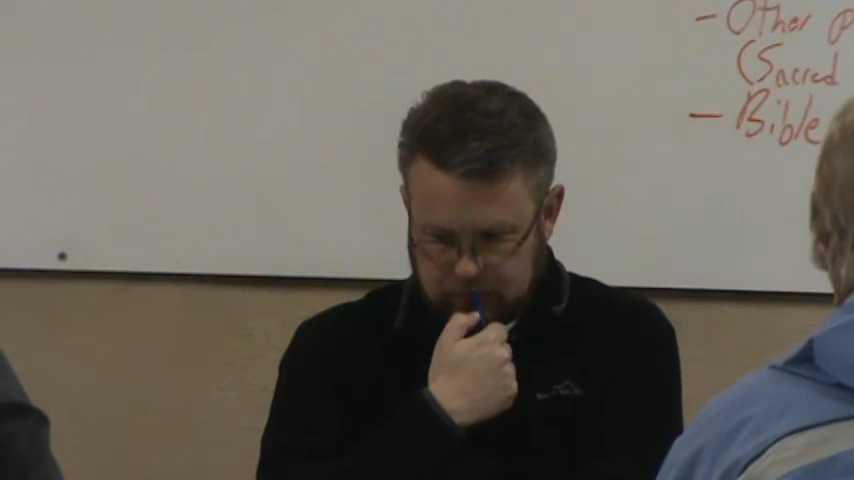 - Other
(Sacred
- Bible